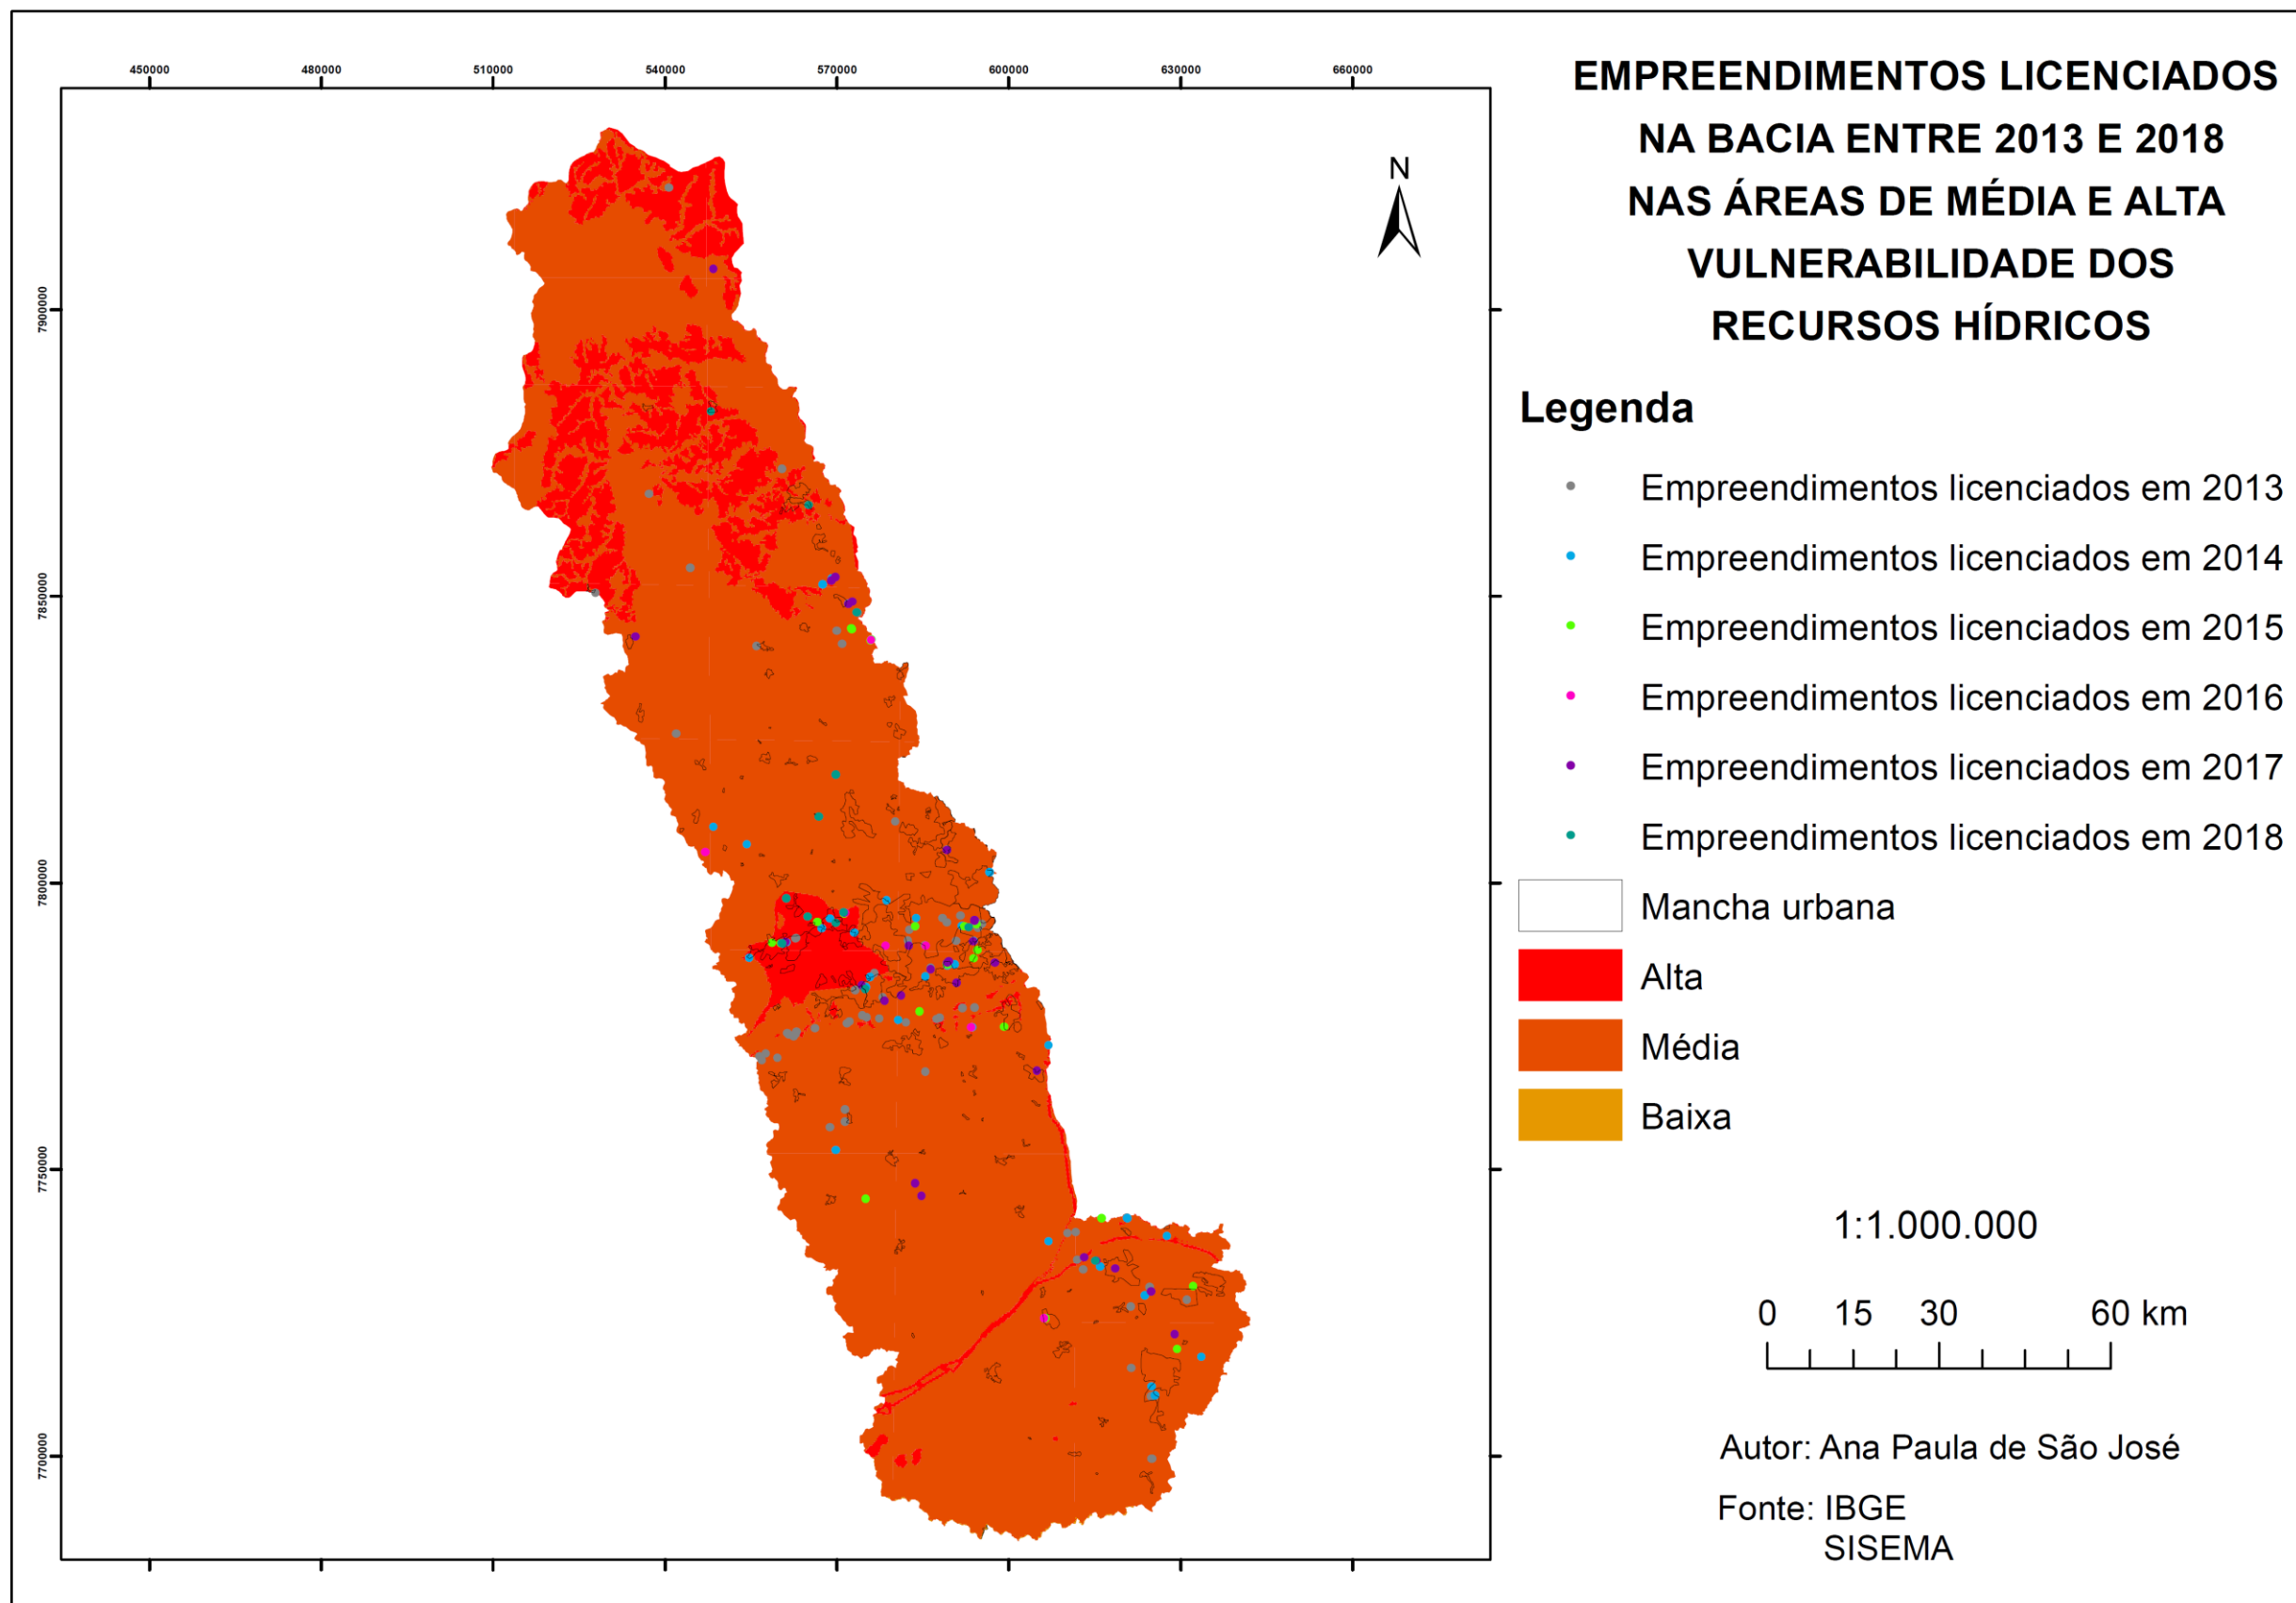 450000 480000 510000 540000 570000 600000 630000 660000
7900000
7850000
7800000
7750000
7700000
N
EMPREENDIMENTOS LICENCIADOS
NA BACIA ENTRE 2013 E 2018
NAS ÁREAS DE MÉDIA E ALTA
VULNERABILIDADE DOS
RECURSOS HÍDRICOS
Legenda
Empreendimentos licenciados em 2013
Empreendimentos licenciados em 2014
Empreendimentos licenciados em 2015
Empreendimentos licenciados em 2016
Empreendimentos licenciados em 2017
Empreendimentos licenciados em 2018
Mancha urbana
Alta
Média
Baixa
1:1.000.000
0 15 30 60 km
Autor: Ana Paula de São José
Fonte: IBGE
SISEMA